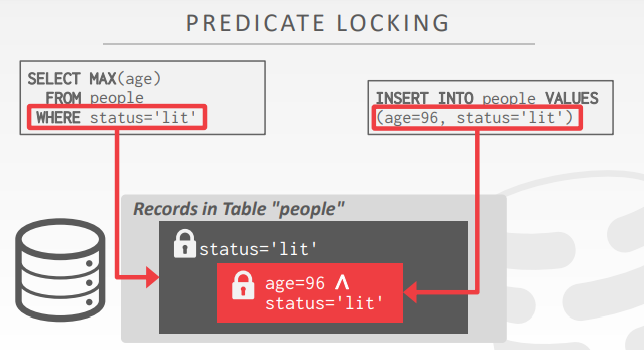 PREDICATE LOCKING
SELECT MAX(age)
FROM people
WHERE status='lit'
INSERT INTO people VALUES
(age=96, status='lit')
Records in Table "people"
status='lit'
age=96 ∧
status='lit'